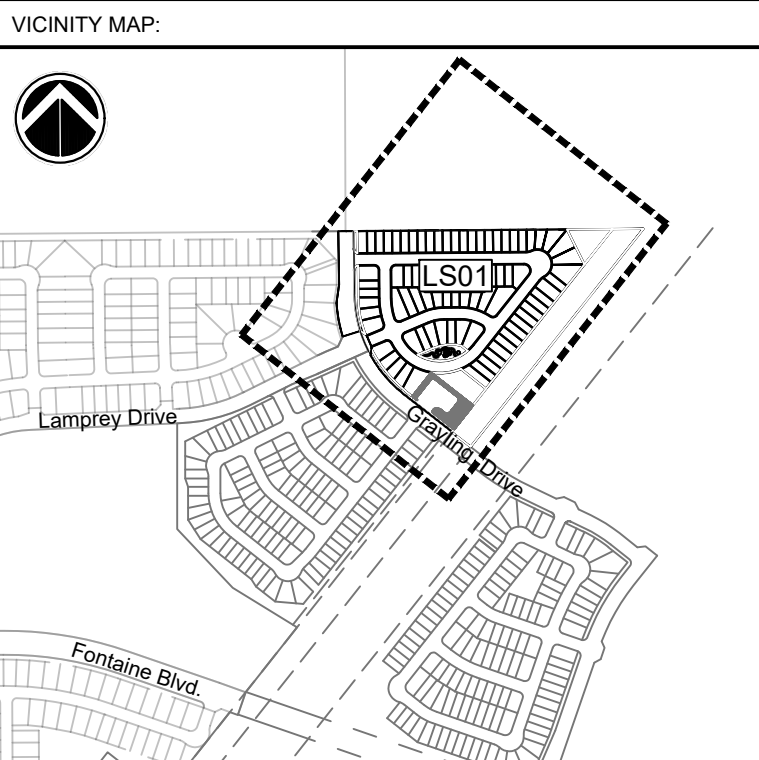 VICINITY MAP:
LS01
Lamprey Drive
Grayling Drive
Fontaine Blvd.